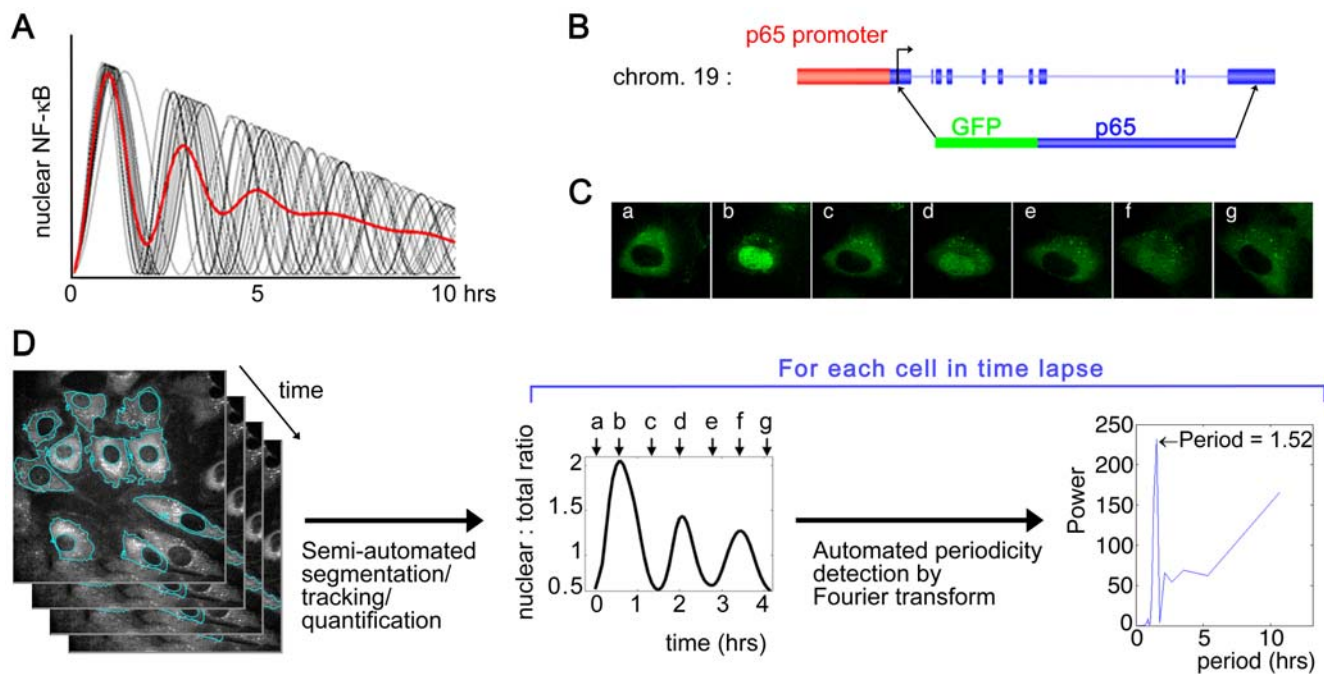 A
nuclear NF-κB
0
5
10 hrs
B
p65 promoter
chrom. 19 :
GFP
p65
C
a
b
c
d
e
f
g
D
time
Semi-automated
segmentation/
tracking/
quantification
For each cell in time lapse
a b c d e f g
nuclear : total ratio
2
1.5
1
0.5
0 1 2 3 4
time (hrs)
Automated periodicity
detection by
Fourier transform
Power
250
200
150
100
50
0
←Period = 1.52
0 5 10
period (hrs)